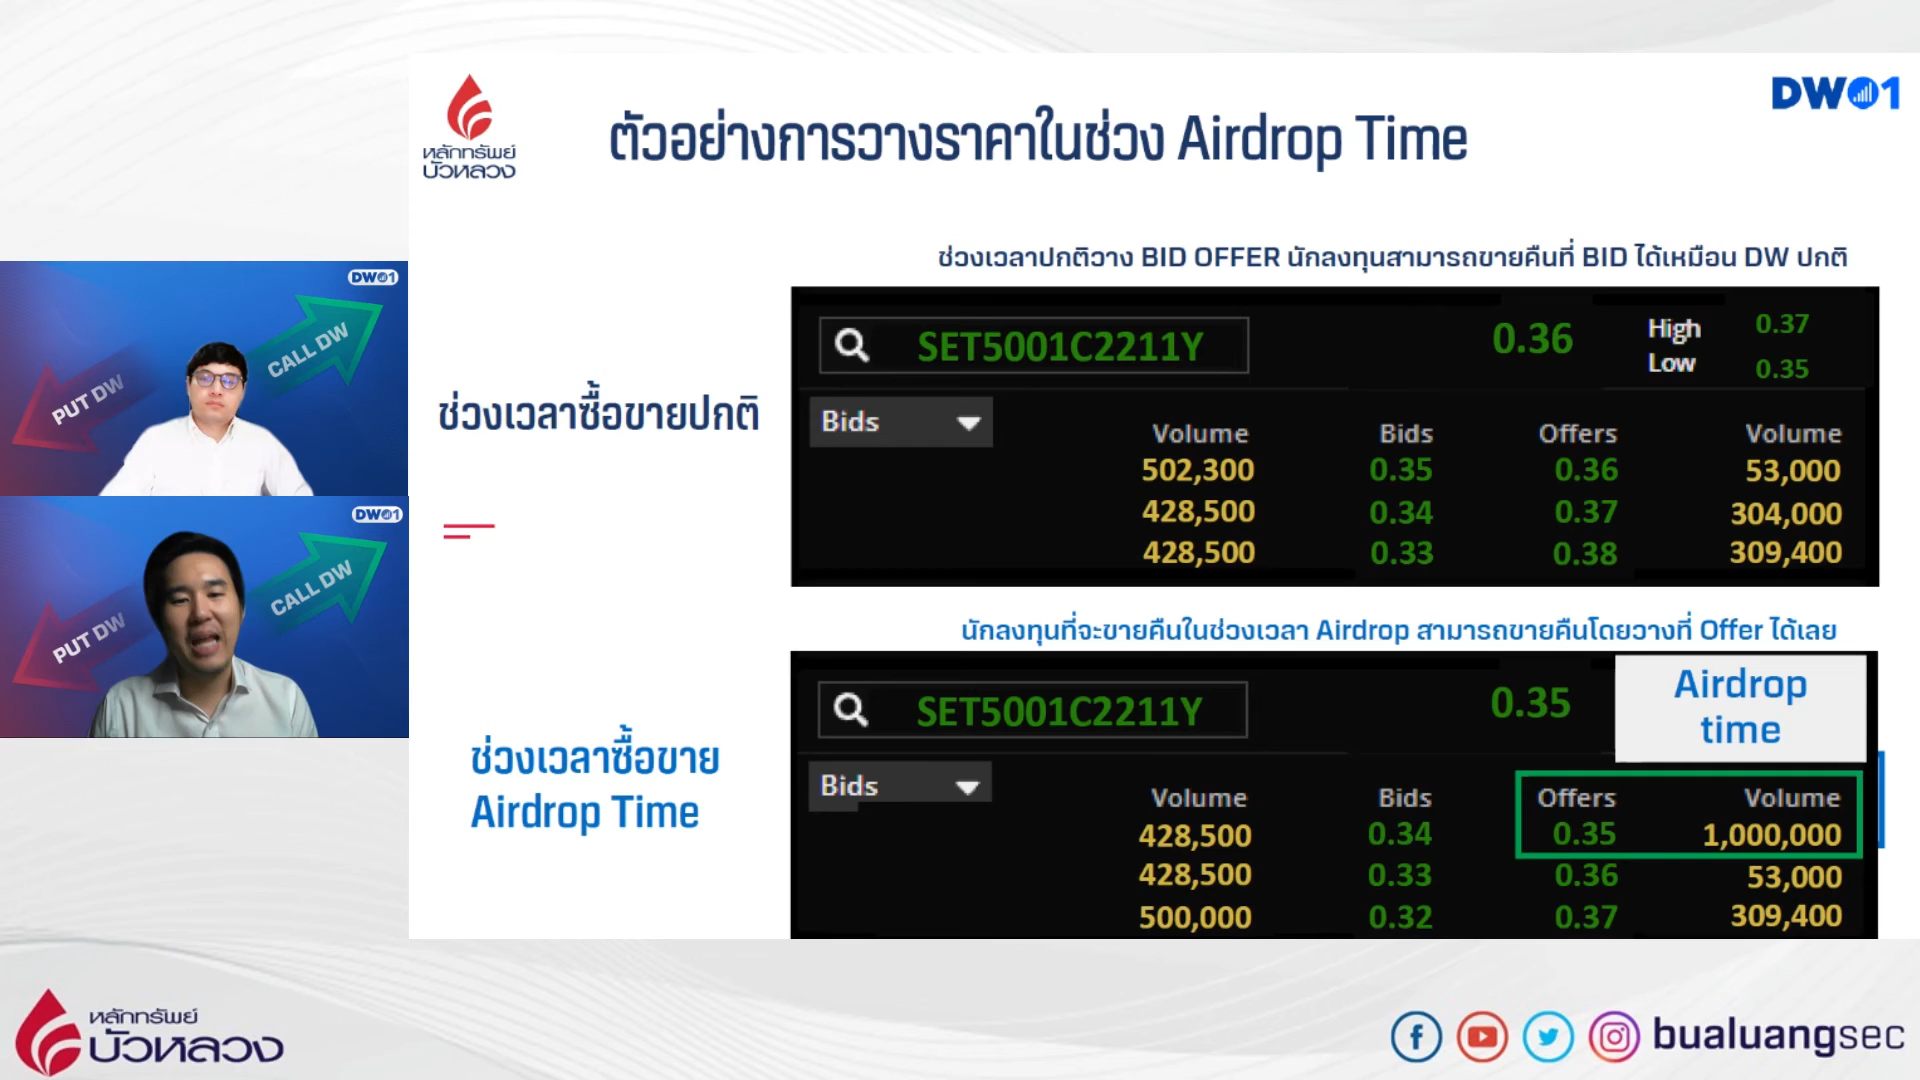 หลักทรัพย์
บัวหลวง
ตัวอย่างการวางราคาในช่วง Airdrop Time
DW01
ช่วงเวลาปกติวาง BID OFFER นักลงทุนสามารถขายคืนที่ BID ได้เหมือน DW ปกติ
ช่วงเวลาซื้อขายปกติ
SET5001C2211Y 0.36 High 0.37
Low 0.35
Bids
Volume Bids Offers Volume
502,300 0.35 0.36 53,000
428,500 0.34 0.37 304,000
428,500 0.33 0.38 309,400
นักลงทุนที่จะขายคืนในช่วงเวลา Airdrop สามารถขายคืนโดยวางที่ Offer ได้เลย
ช่วงเวลาซื้อขาย
Airdrop Time
SET5001C2211Y 0.35
Airdrop
time
Bids
Volume Bids Offers Volume
428,500 0.34 0.35 1,000,000
428,500 0.33 0.36 53,000
500,000 0.32 0.37 309,400
DW01
PUT DW
CALL DW
DW01
PUT DW
CALL DW
หลักทรัพย์
บัวหลวง
bualuangsec